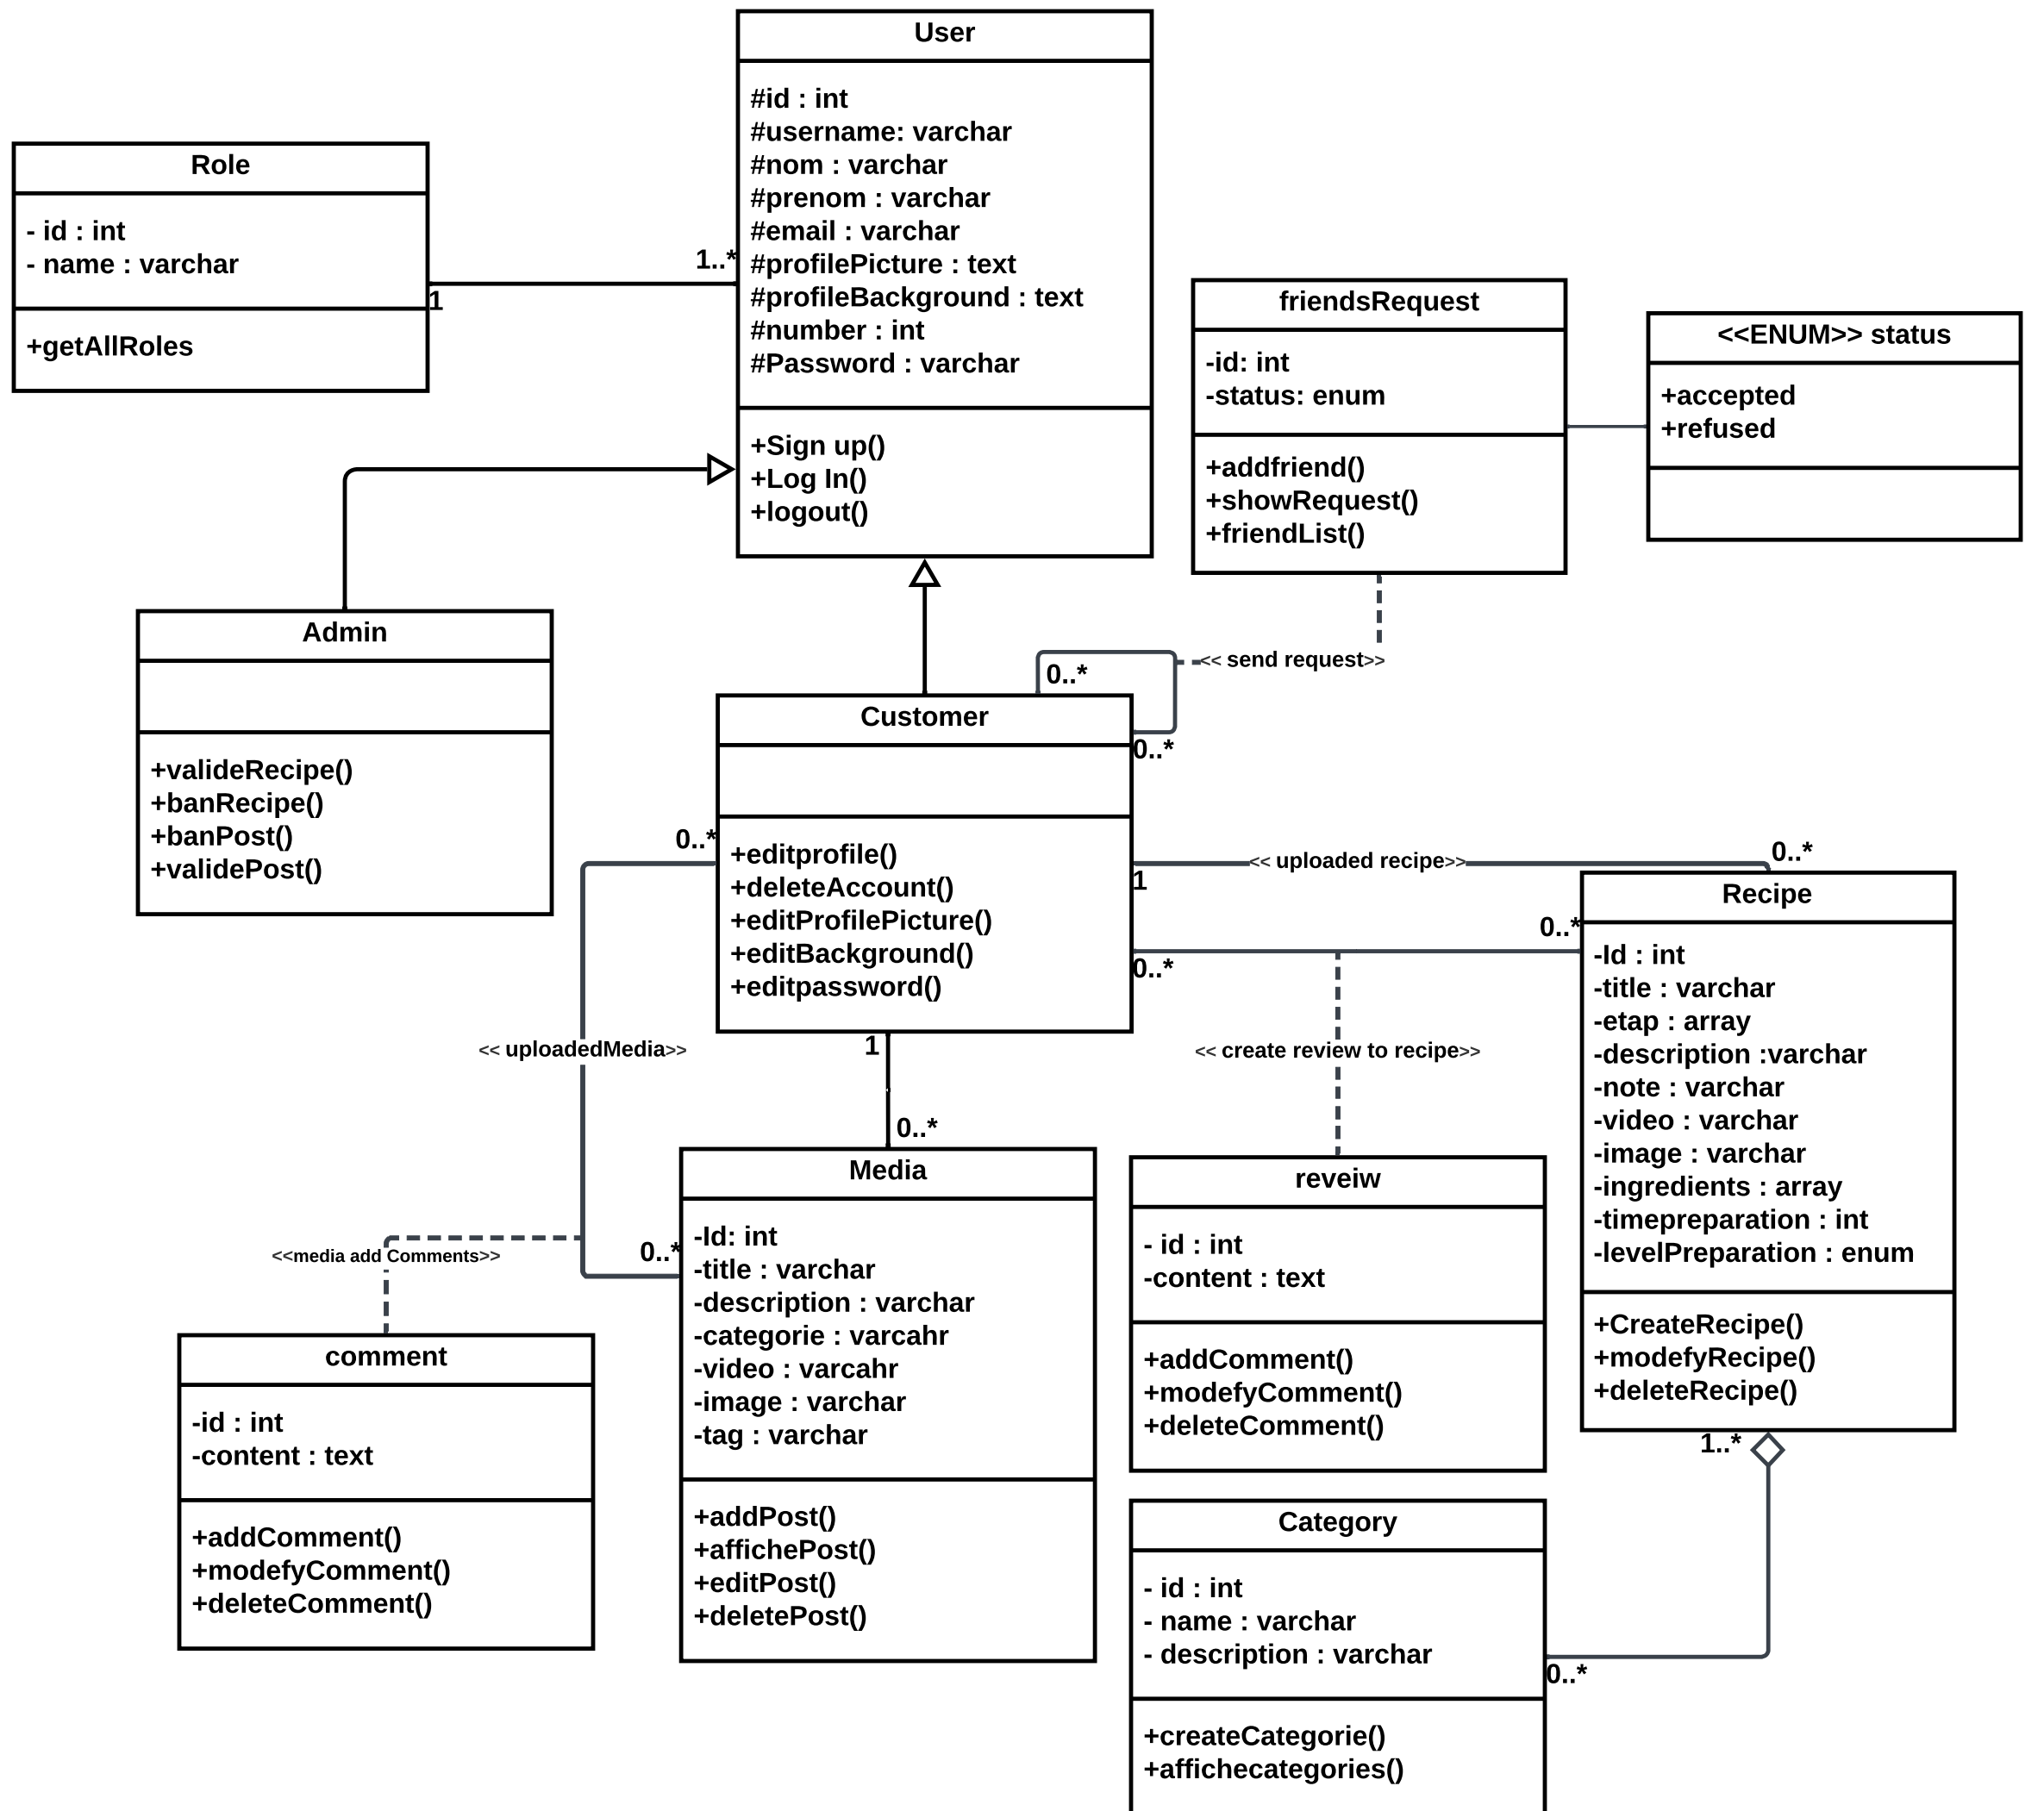 User
#id : int
#username: varchar
#nom : varchar
#prenom : varchar
#email : varchar
#profilePicture : text
#profileBackground : text
#number : int
#Password : varchar
+Sign up()
+Log In()
+logout()
Role
- id : int
- name : varchar
+getAllRoles
1
1..*
friendsRequest
-id: int
-status: enum
+addfriend()
+showRequest()
+friendList()
<<ENUM>> status
+accepted
+refused
<< send request>>
0..*
0..*
Admin
+valideRecipe()
+banRecipe()
+banPost()
+validePost()
Customer
+editprofile()
+deleteAccount()
+editProfilePicture()
+editBackground()
+editpassword()
0..*
<< uploaded recipe>>
1
0..*
0..*
0..*
<< uploadedMedia>>
1
0..*
<< create review to recipe>>
Recipe
-Id : int
-title : varchar
-etap : array
-description :varchar
-note : varchar
-video : varchar
-image : varchar
-ingredients : array
-timepreparation : int
-levelPreparation : enum
+CreateRecipe()
+modefyRecipe()
+deleteRecipe()
1..*
<<media add Comments>>
0..*
Media
-Id: int
-title : varchar
-description : varchar
-categorie : varcahr
-video : varcahr
-image : varchar
-tag : varchar
+addPost()
+affichePost()
+editPost()
+deletePost()
reveiw
- id : int
-content : text
+addComment()
+modefyComment()
+deleteComment()
comment
-id : int
-content : text
+addComment()
+modefyComment()
+deleteComment()
Category
- id : int
- name : varchar
- description : varchar
+createCategorie()
+affichecategories()
0..*